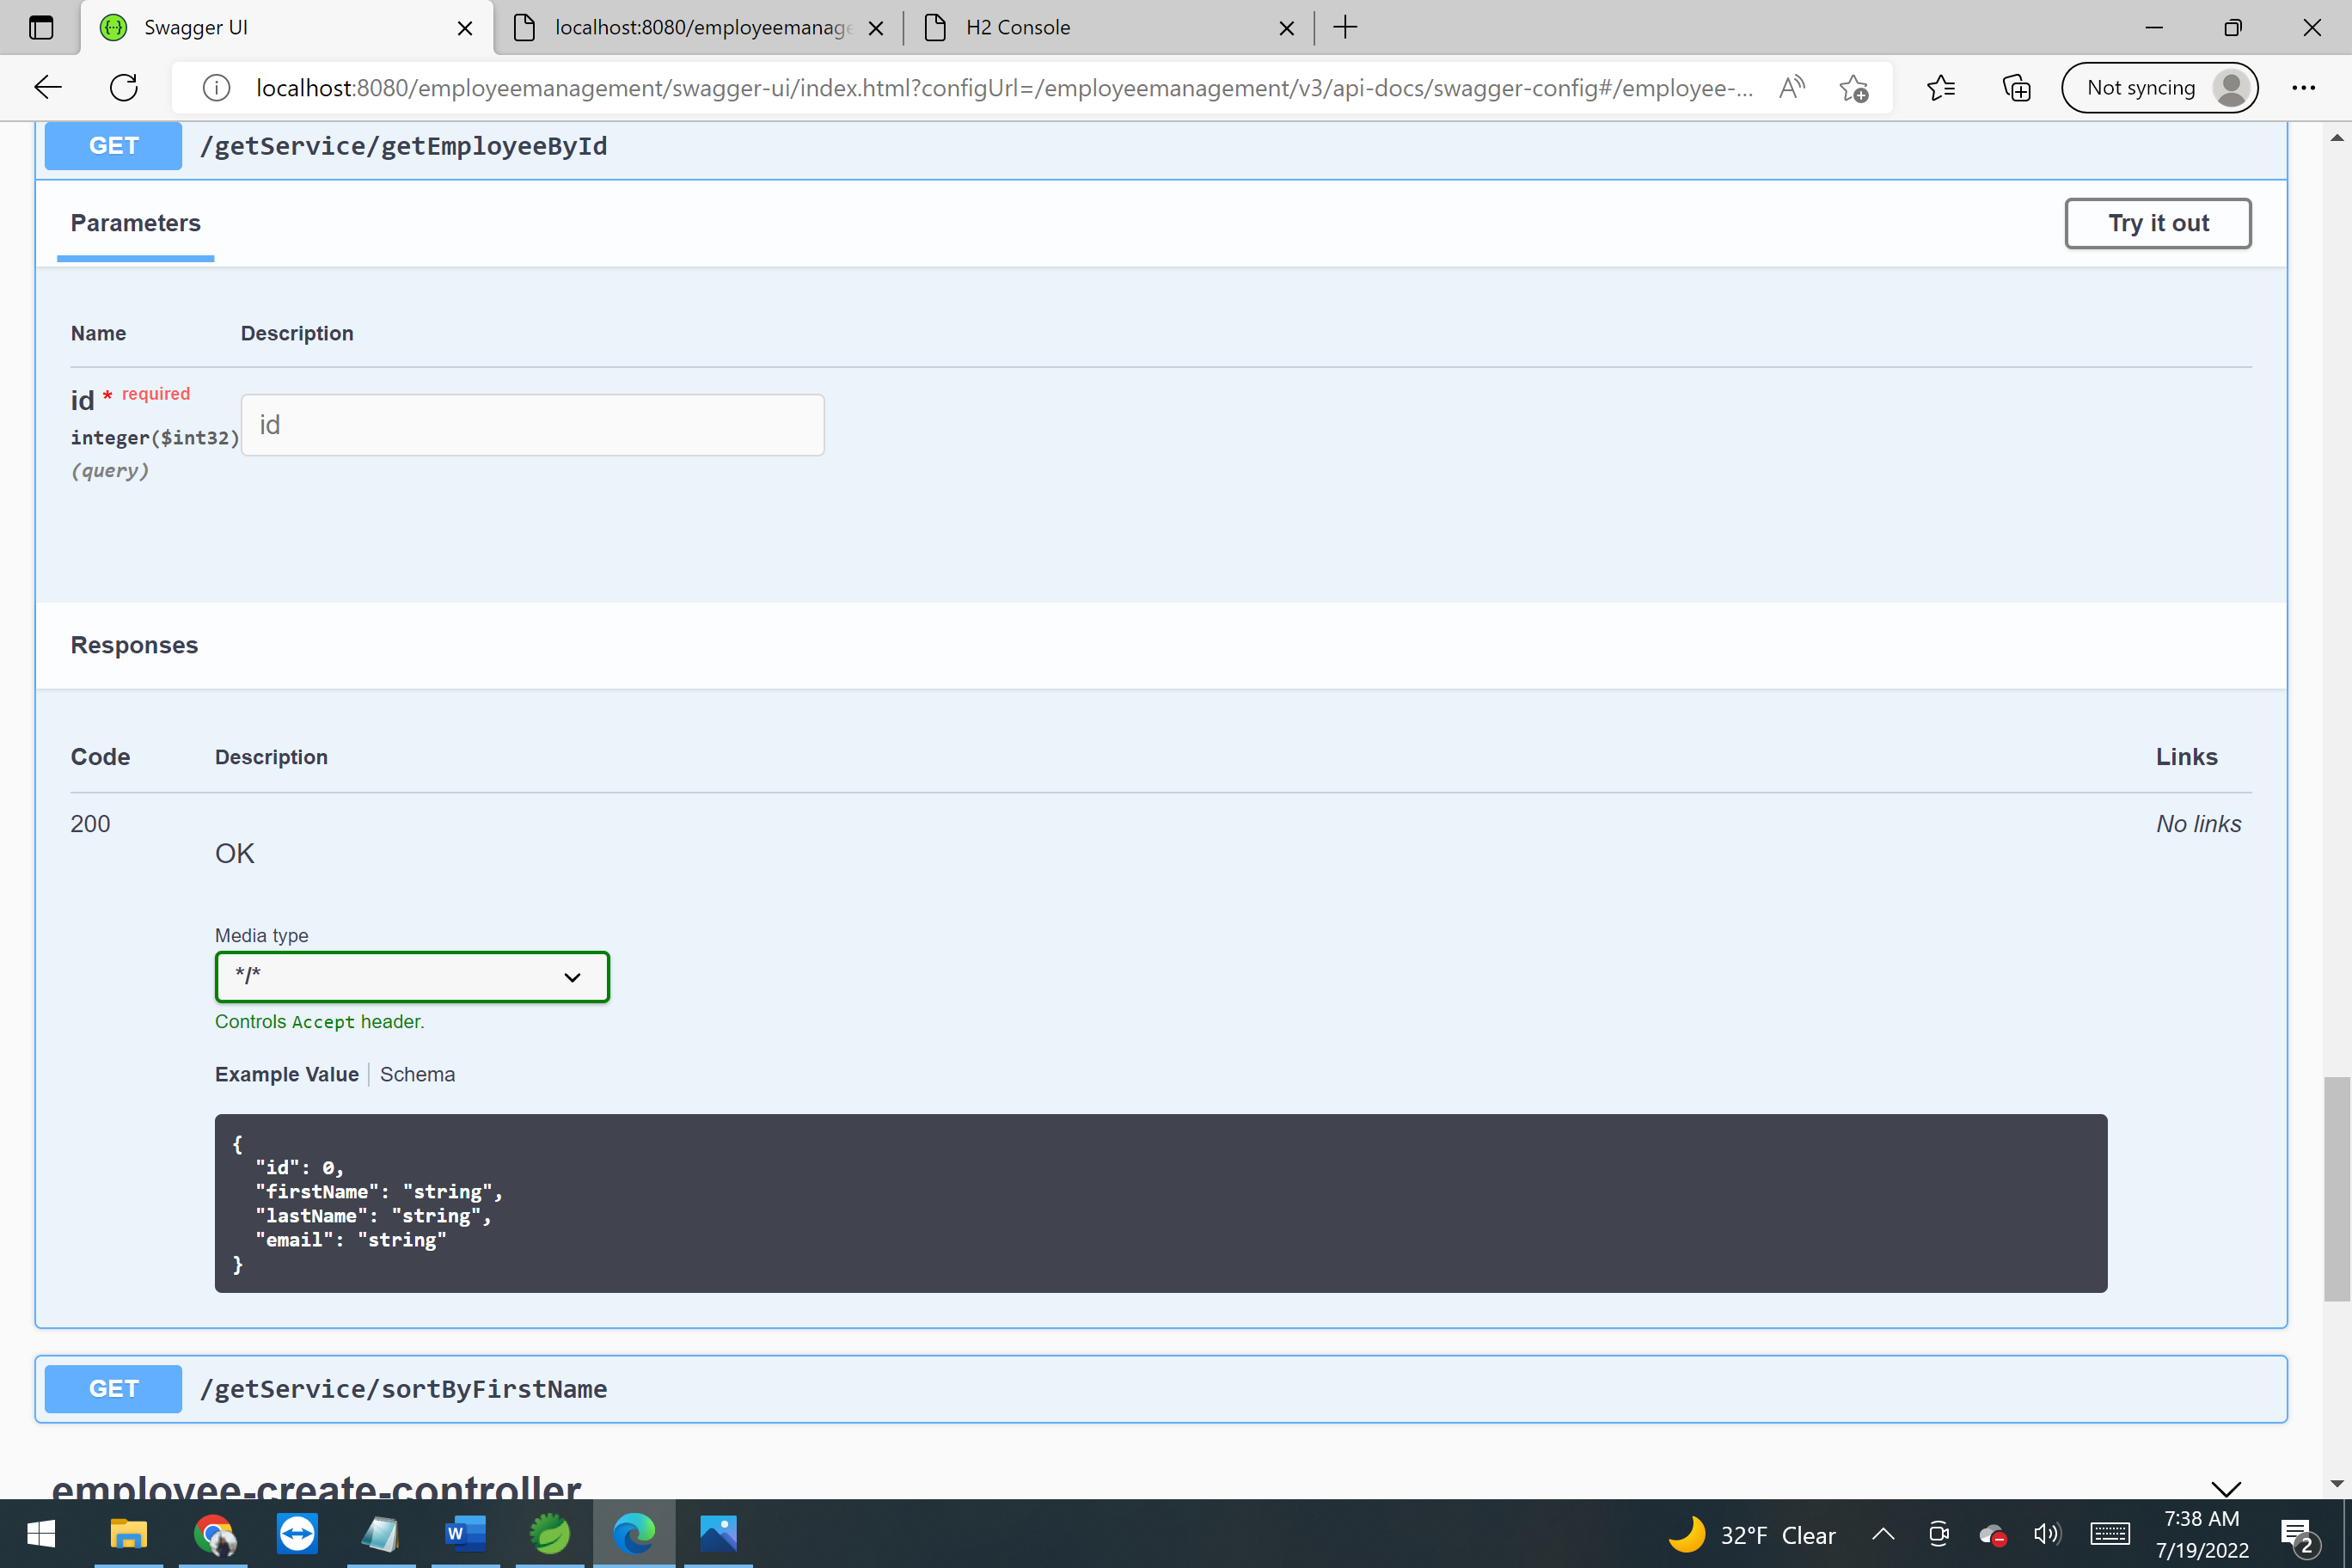 Swagger UI
localhost:8080/employeemanage
H2 Console
localhost:8080/employeemanagement/swagger-ui/index.html?configUrl=/employeemanagement/v3/api-docs/swagger-config#/employee-...
Not syncing
GET /getService/getEmployeeById
Parameters
Try it out
Name Description
id * required
integer($int32)
(query)
id
Responses
Code Description Links
200
OK
No links
Media type
*/*
Controls Accept header.
Example Value Schema
{
"id": 0,
"firstName": "string",
"lastName": "string",
"email": "string"
}
GET /getService/sortByFirstName
employee-create-controller
W
32°F Clear
7:38 AM
7/19/2022
2